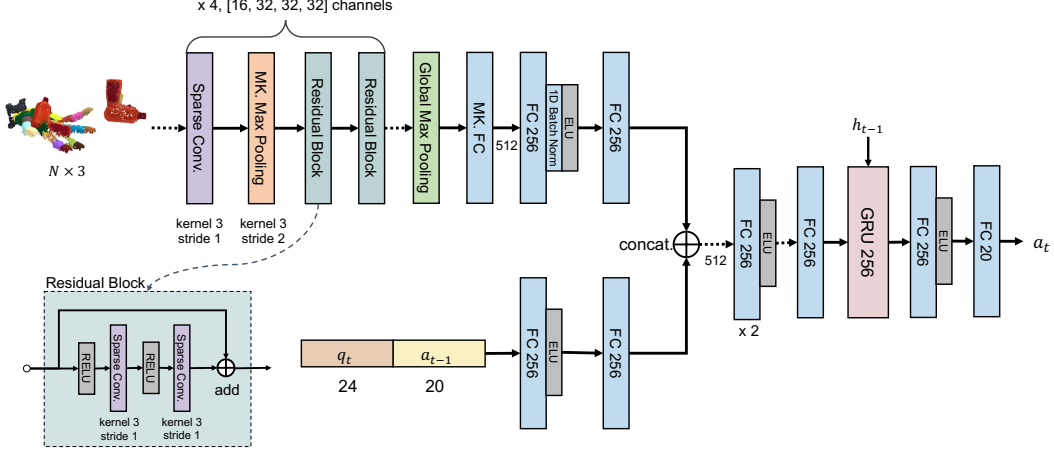 x 4, [16, 32, 32, 32] channels
N × 3
Sparse Conv.
MK. Max Pooling
Residual Block
Residual Block
Global Max Pooling
MK. FC
512
FC 256
1D Batch Norm
ELU
FC 256
kernel 3
stride 1
kernel 3
stride 2
concat.
512
FC 256
ELU
x 2
FC 256
h_{t-1}
GRU 256
FC 256
ELU
FC 20
a_t
Residual Block
RELU
Sparse Conv.
RELU
Sparse Conv.
add
kernel 3
stride 1
kernel 3
stride 1
q_t
a_{t-1}
24
20
FC 256
ELU
FC 256